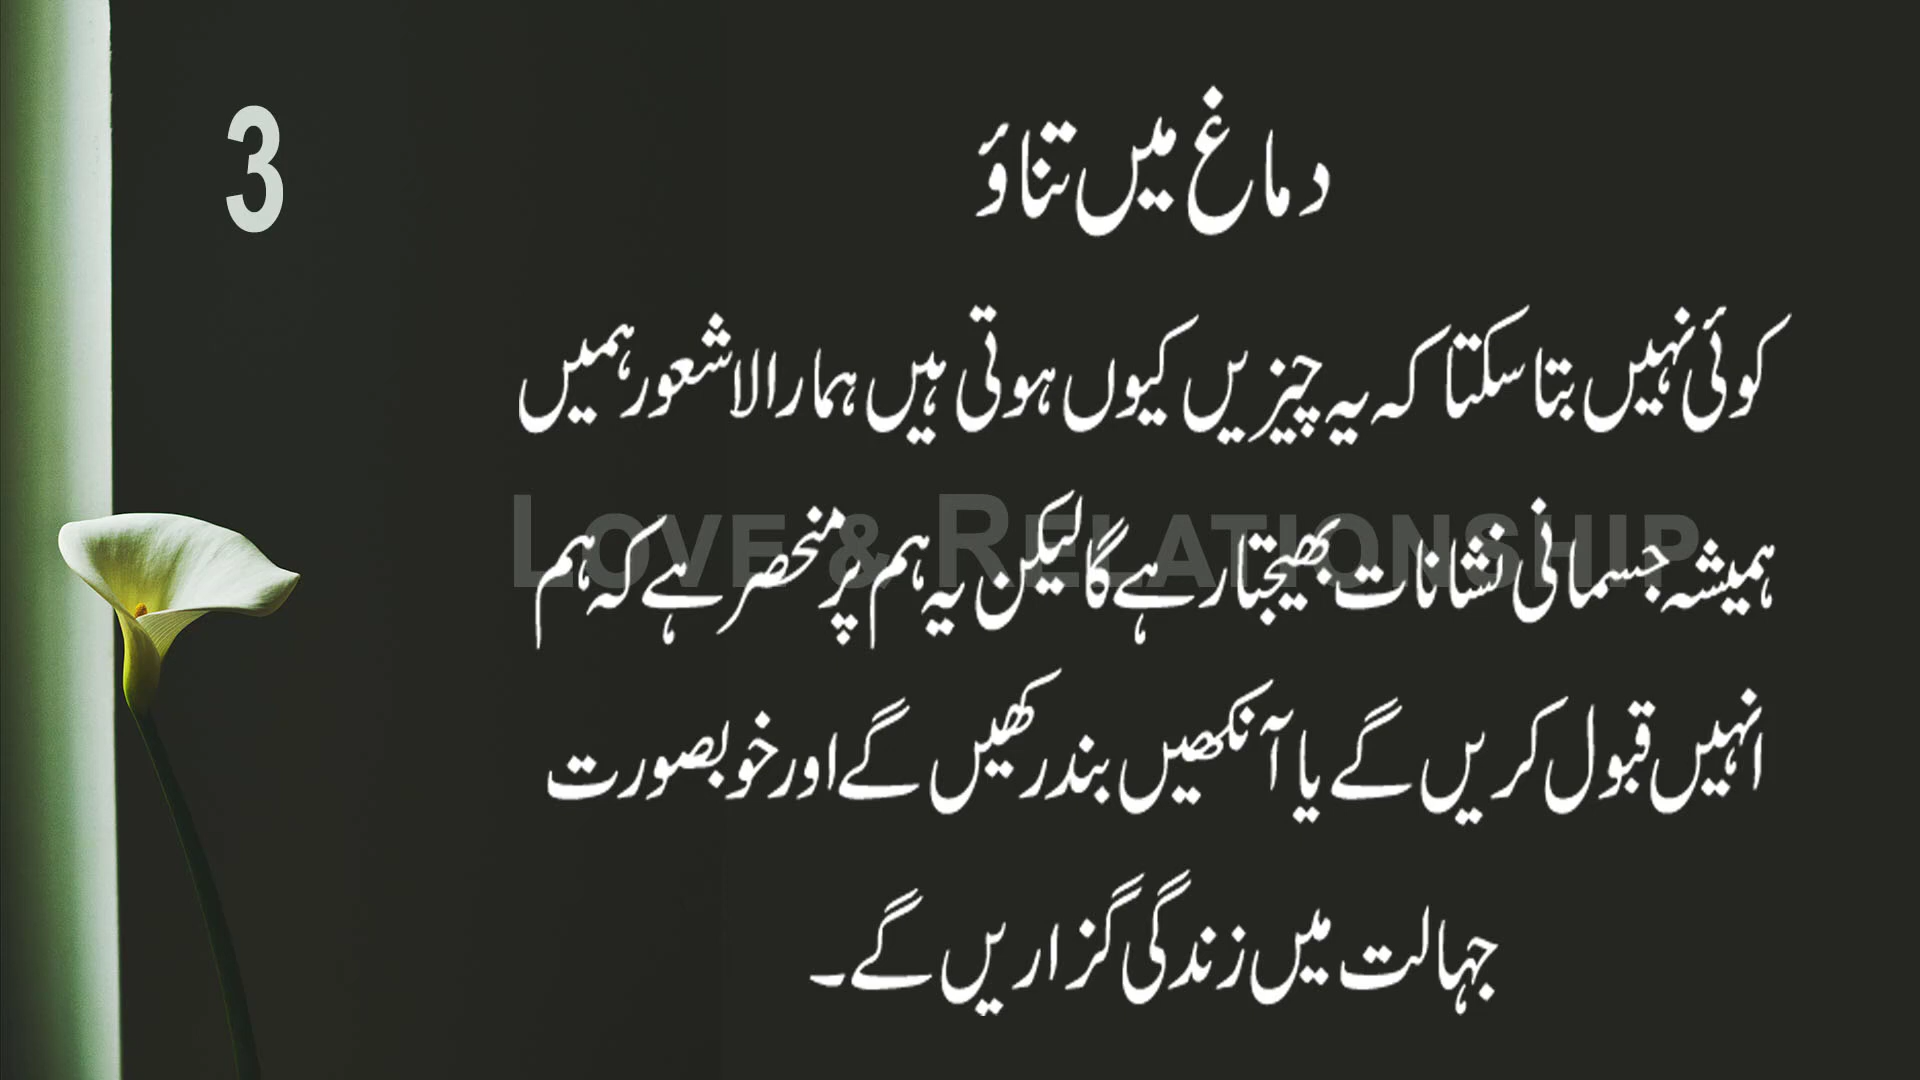 3
دماغ میں تناؤ
کوئی نہیں بتا سکتا کہ یہ چیزیں کیوں ہوتی ہیں ہمارا لاشعور ہمیں
ہمیشہ جسمانی نشانات بھیجتا رہے گا لیکن یہ ہم پر منحصر ہے کہ ہم
LOVE & RELATIONSHIP
انہیں قبول کریں گے یا آنکھیں بند رکھیں گے اور خوبصورت
جہالت میں زندگی گزاریں گے۔